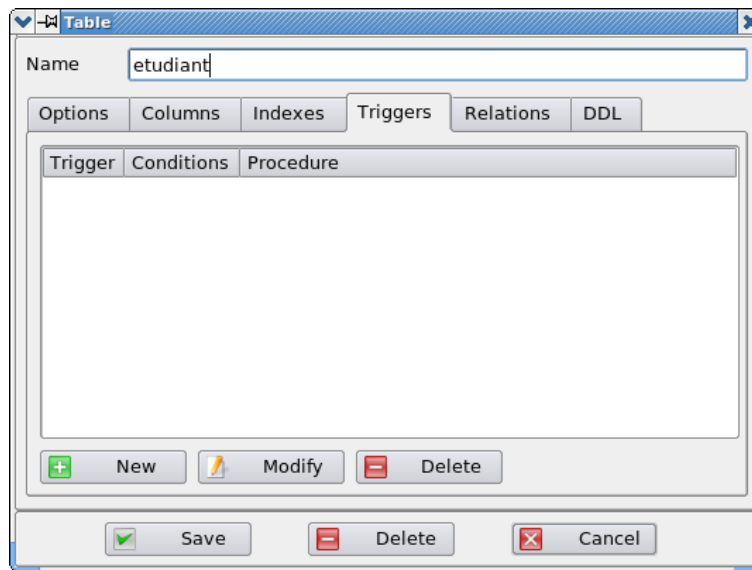 Table
Name etudiant
Options Columns Indexes Triggers Relations DDL
Trigger Conditions Procedure
New Modify Delete
Save Delete Cancel